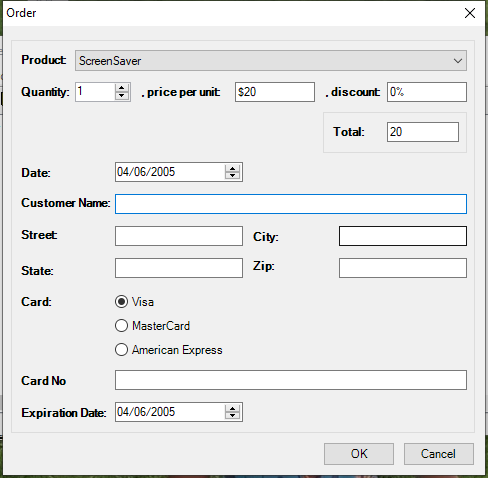 Order
Product: ScreenSaver
Quantity: 1 , price per unit: $20 , discount: 0%
Total: 20
Date: 04/06/2005
Customer Name:
Street: City:
State: Zip:
Card: Visa
MasterCard
American Express
Card No
Expiration Date: 04/06/2005
OK Cancel